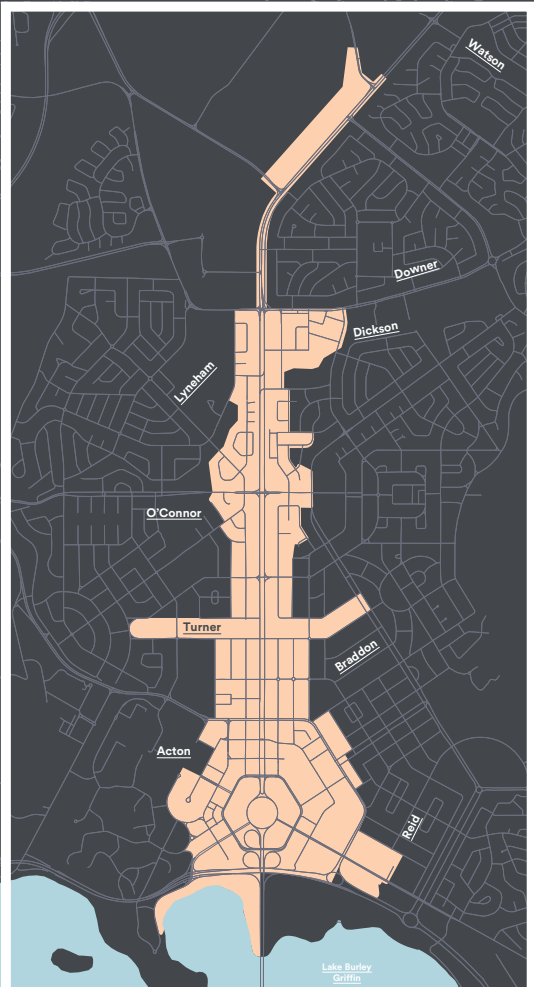 Watson
Downer
Dickson
Lyneham
O'Connor
Turner
Braddon
Acton
Reid
Lake Burley
Griffin